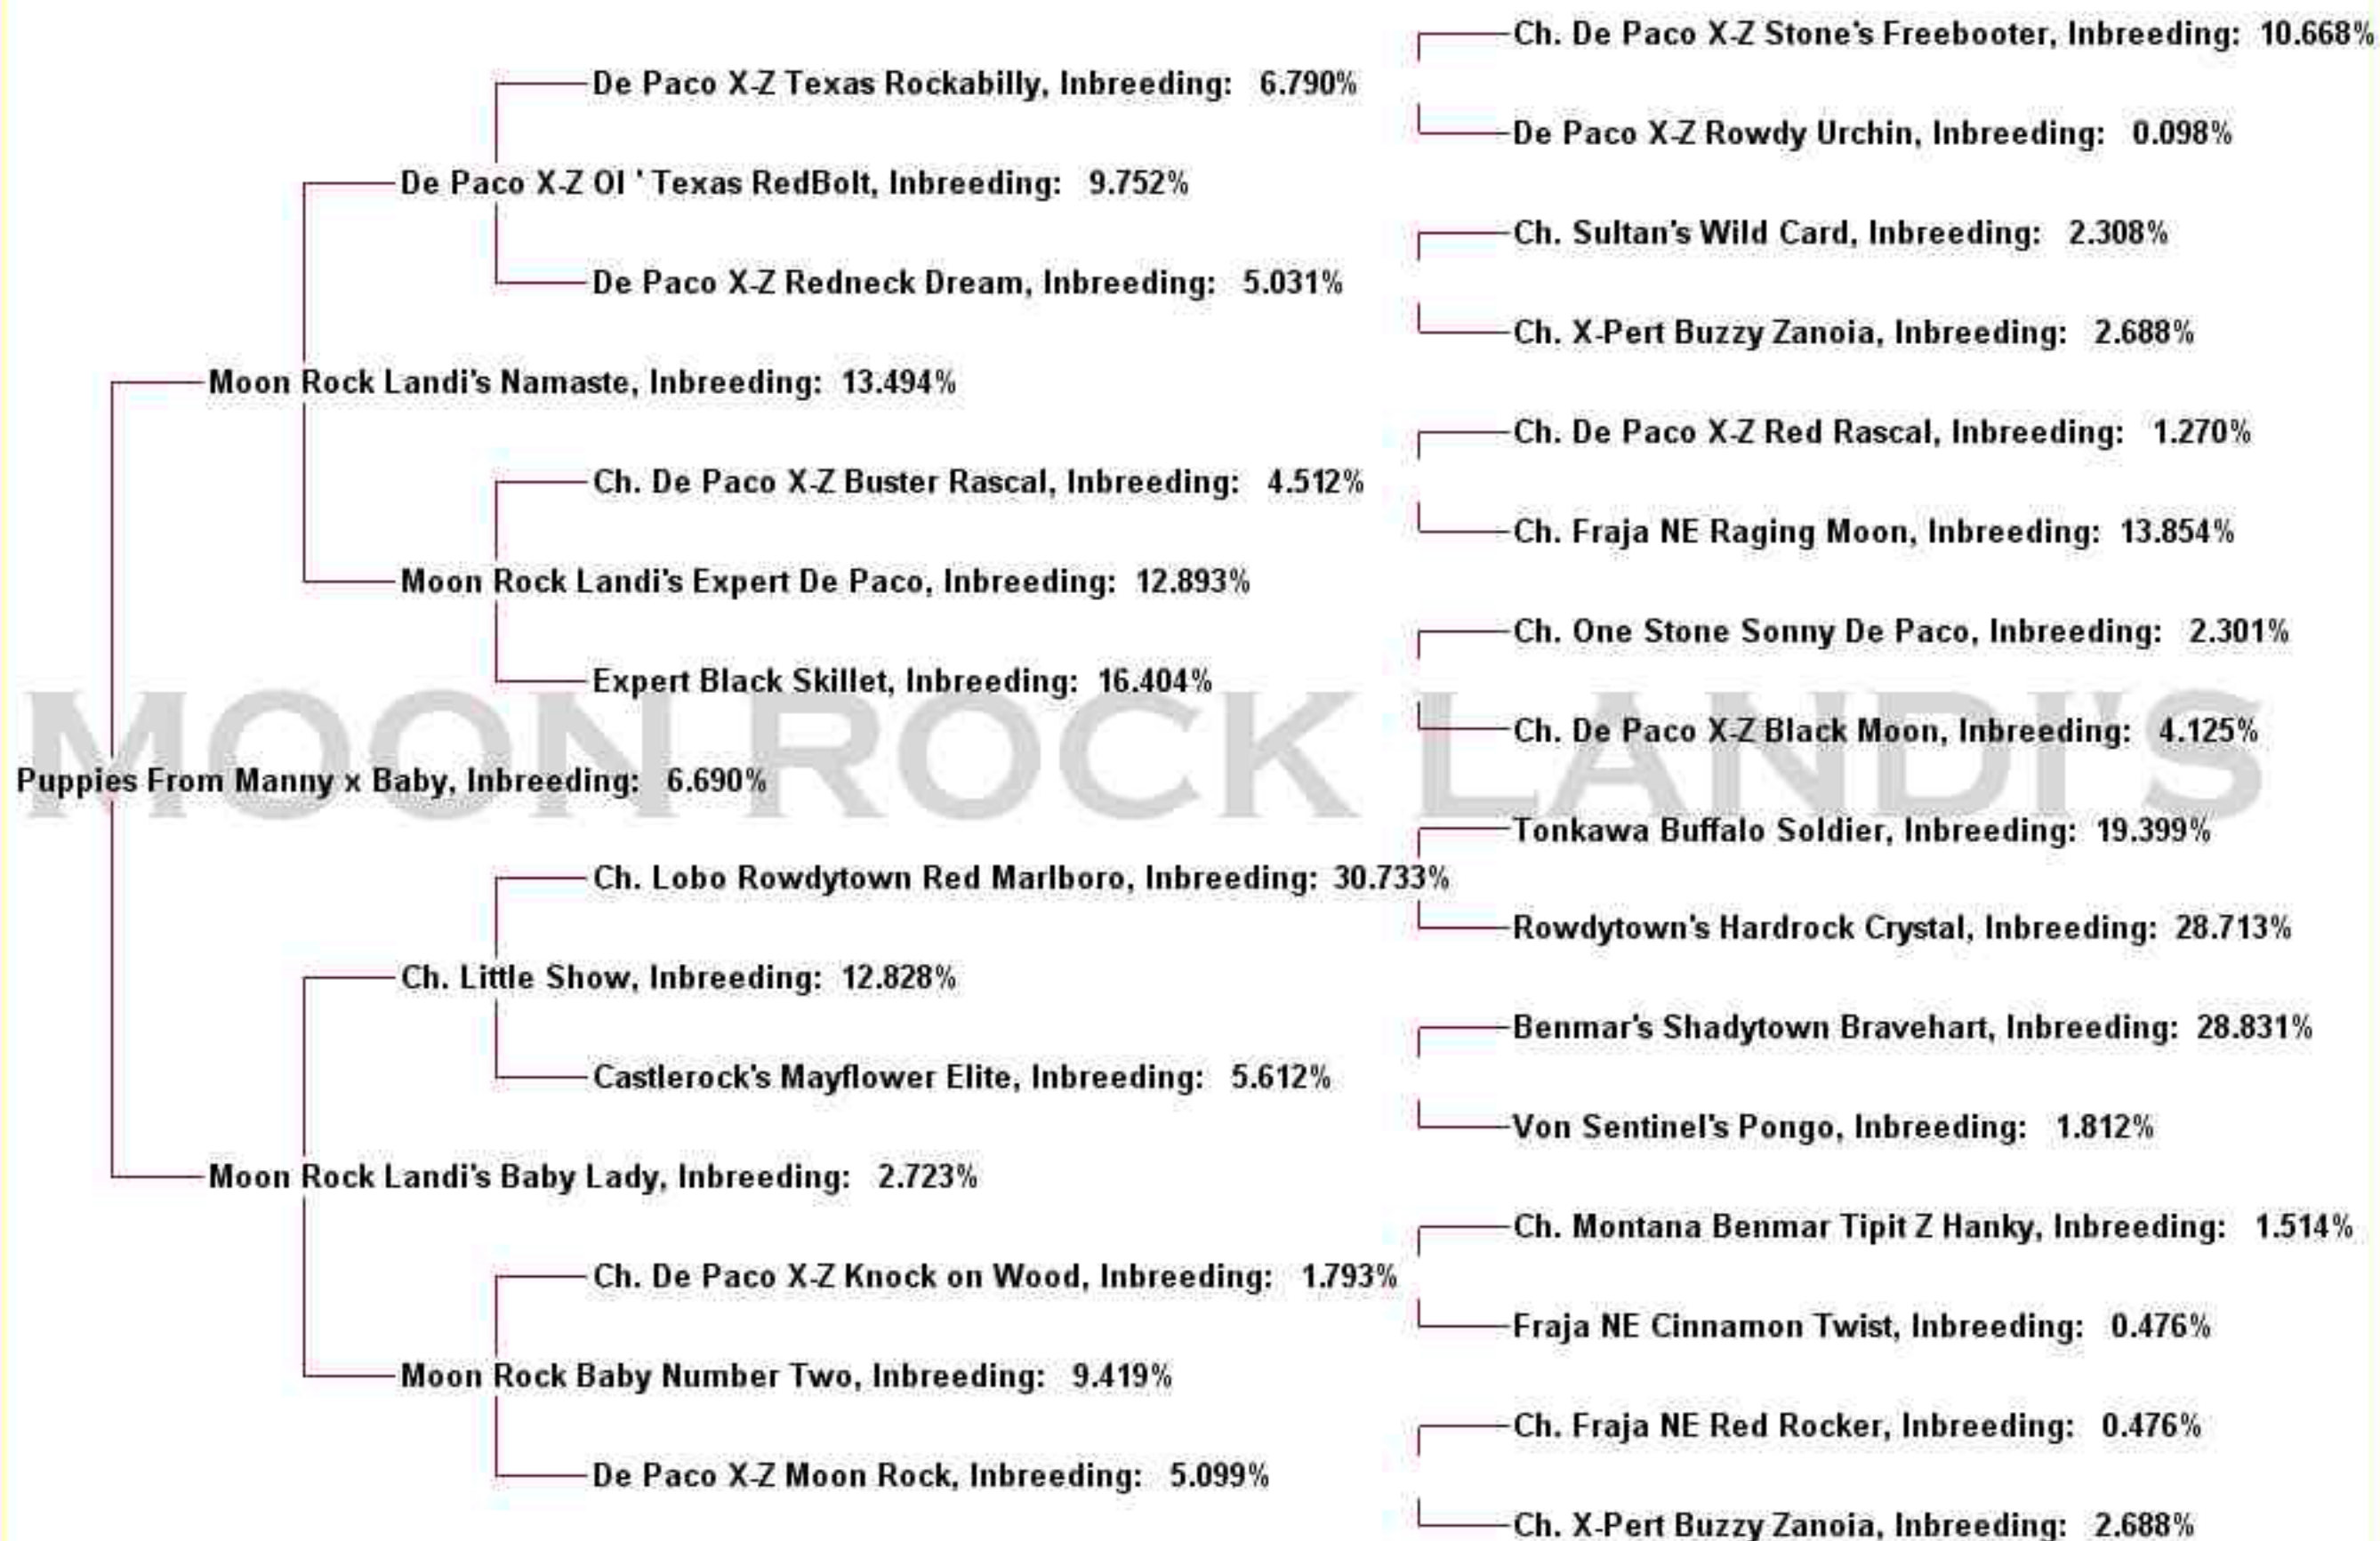 Ch. De Paco X-Z Stone's Freebooter, Inbreeding: 10.668%
De Paco X-Z Texas Rockabilly, Inbreeding: 6.790%
De Paco X-Z Rowdy Urchin, Inbreeding: 0.098%
De Paco X-Z Ol ' Texas RedBolt, Inbreeding: 9.752%
Ch. Sultan's Wild Card, Inbreeding: 2.308%
De Paco X-Z Redneck Dream, Inbreeding: 5.031%
Ch. X-Pert Buzzy Zanoia, Inbreeding: 2.688%
Moon Rock Landi's Namaste, Inbreeding: 13.494%
Ch. De Paco X-Z Red Rascal, Inbreeding: 1.270%
Ch. De Paco X-Z Buster Rascal, Inbreeding: 4.512%
Ch. Fraja NE Raging Moon, Inbreeding: 13.854%
Moon Rock Landi's Expert De Paco, Inbreeding: 12.893%
Ch. One Stone Sonny De Paco, Inbreeding: 2.301%
Expert Black Skillet, Inbreeding: 16.404%
Ch. De Paco X-Z Black Moon, Inbreeding: 4.125%
MOON ROCK LANDI'S
Puppies From Manny x Baby, Inbreeding: 6.690%
Tonkawa Buffalo Soldier, Inbreeding: 19.399%
Ch. Lobo Rowdytown Red Marlboro, Inbreeding: 30.733%
Rowdytown's Hardrock Crystal, Inbreeding: 28.713%
Ch. Little Show, Inbreeding: 12.828%
Benmar's Shadytown Bravehart, Inbreeding: 28.831%
Castlerock's Mayflower Elite, Inbreeding: 5.612%
Von Sentinel's Pongo, Inbreeding: 1.812%
Moon Rock Landi's Baby Lady, Inbreeding: 2.723%
Ch. Montana Benmar Tipit Z Hanky, Inbreeding: 1.514%
Ch. De Paco X-Z Knock on Wood, Inbreeding: 1.793%
Fraja NE Cinnamon Twist, Inbreeding: 0.476%
Moon Rock Baby Number Two, Inbreeding: 9.419%
Ch. Fraja NE Red Rocker, Inbreeding: 0.476%
De Paco X-Z Moon Rock, Inbreeding: 5.099%
Ch. X-Pert Buzzy Zanoia, Inbreeding: 2.688%